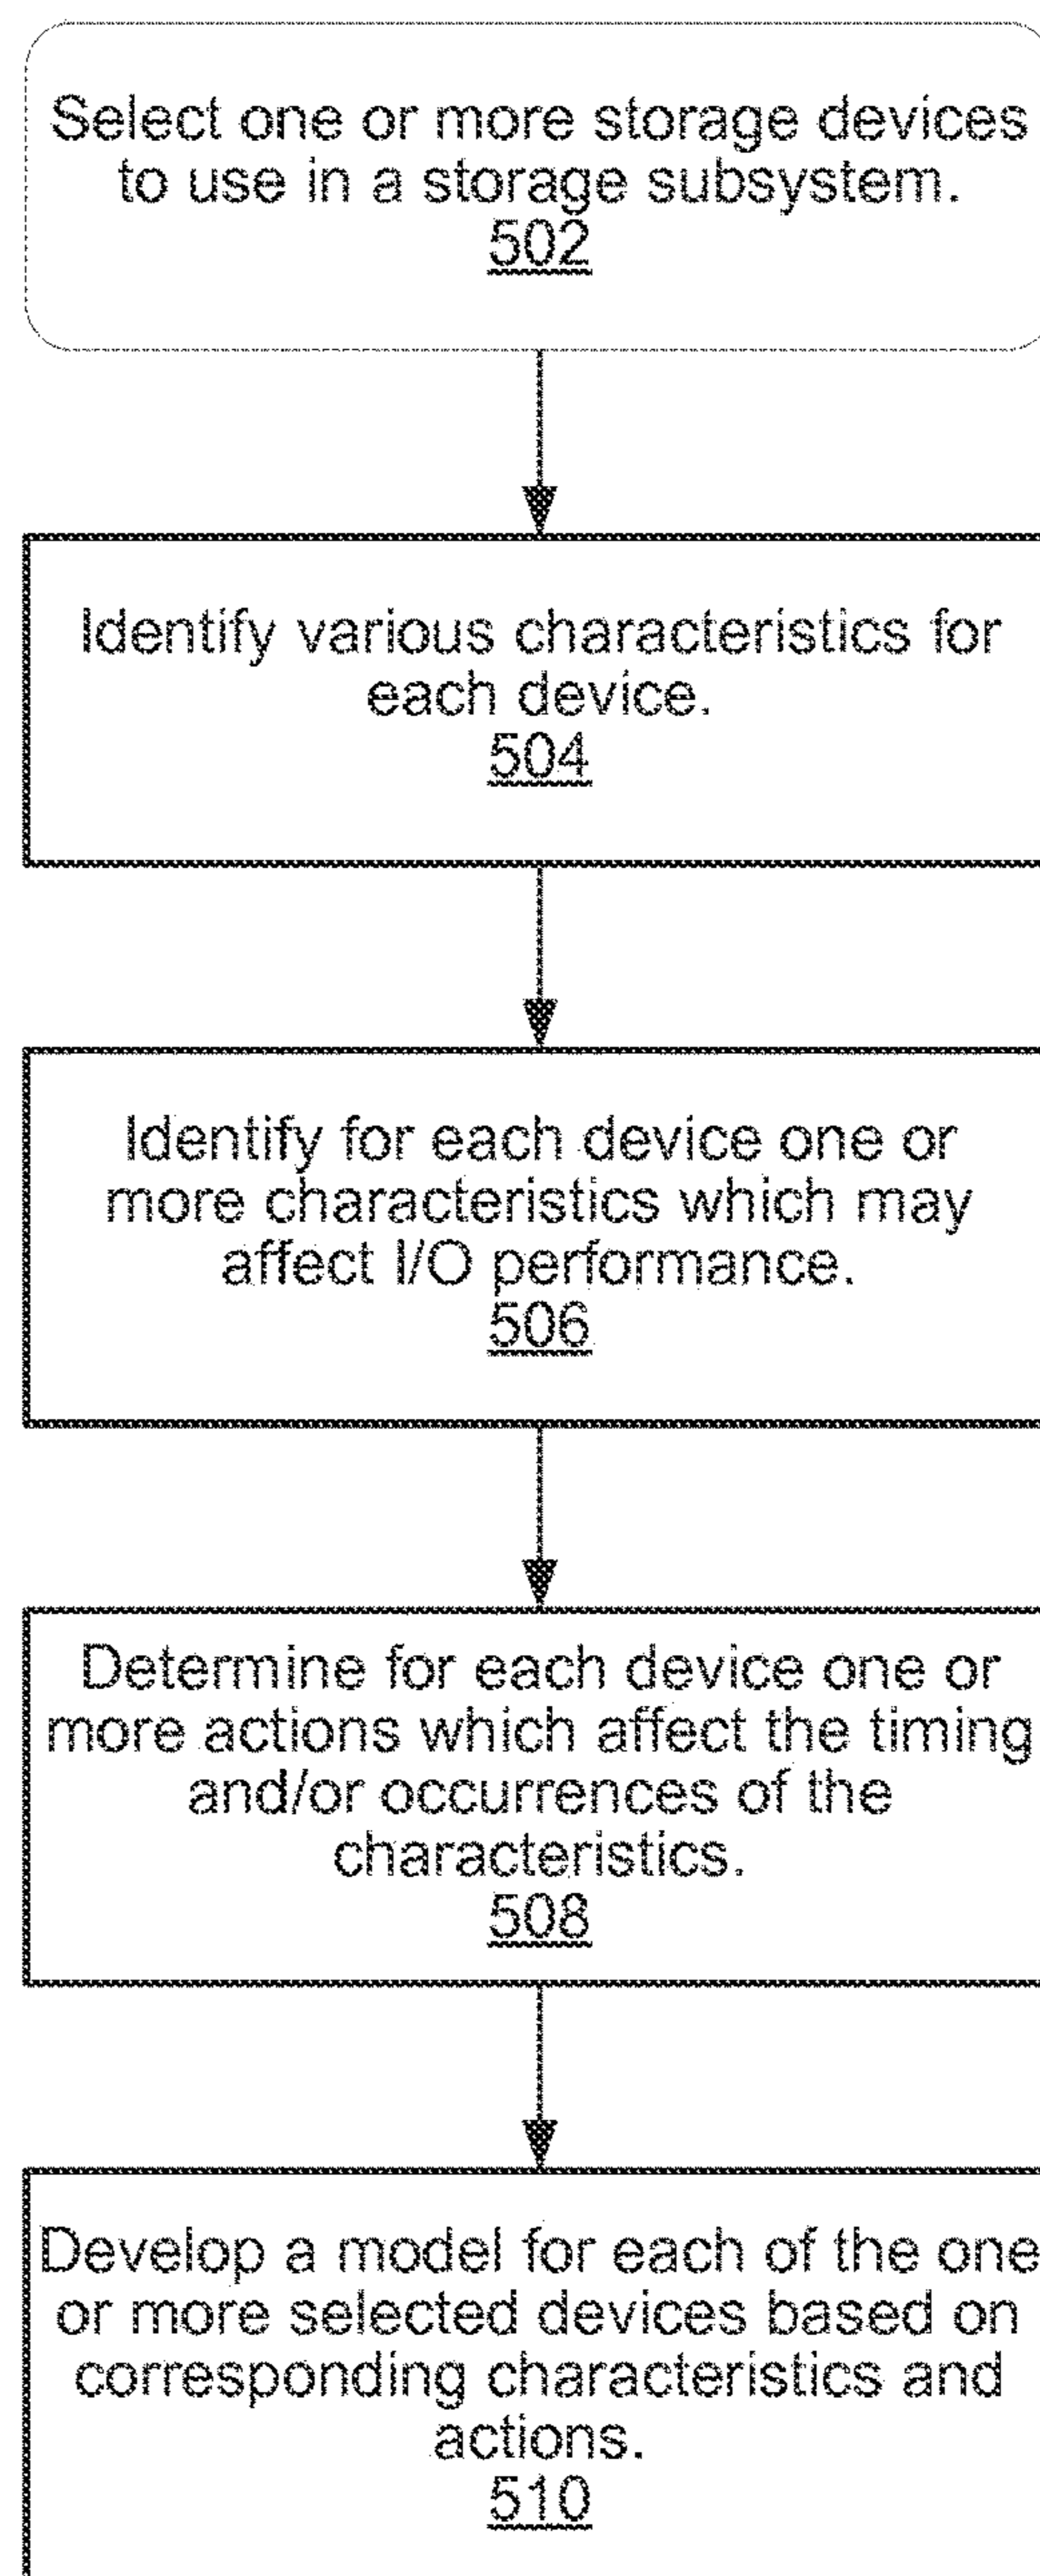 Select one or more storage devices
to use in a storage subsystem.
502
Identify various characteristics for
each device.
504
Identify for each device one or
more characteristics which may
affect I/O performance.
506
Determine for each device one or
more actions which affect the timing
and/or occurrences of the
characteristics.
508
Develop a model for each of the one
or more selected devices based on
corresponding characteristics and
actions.
510